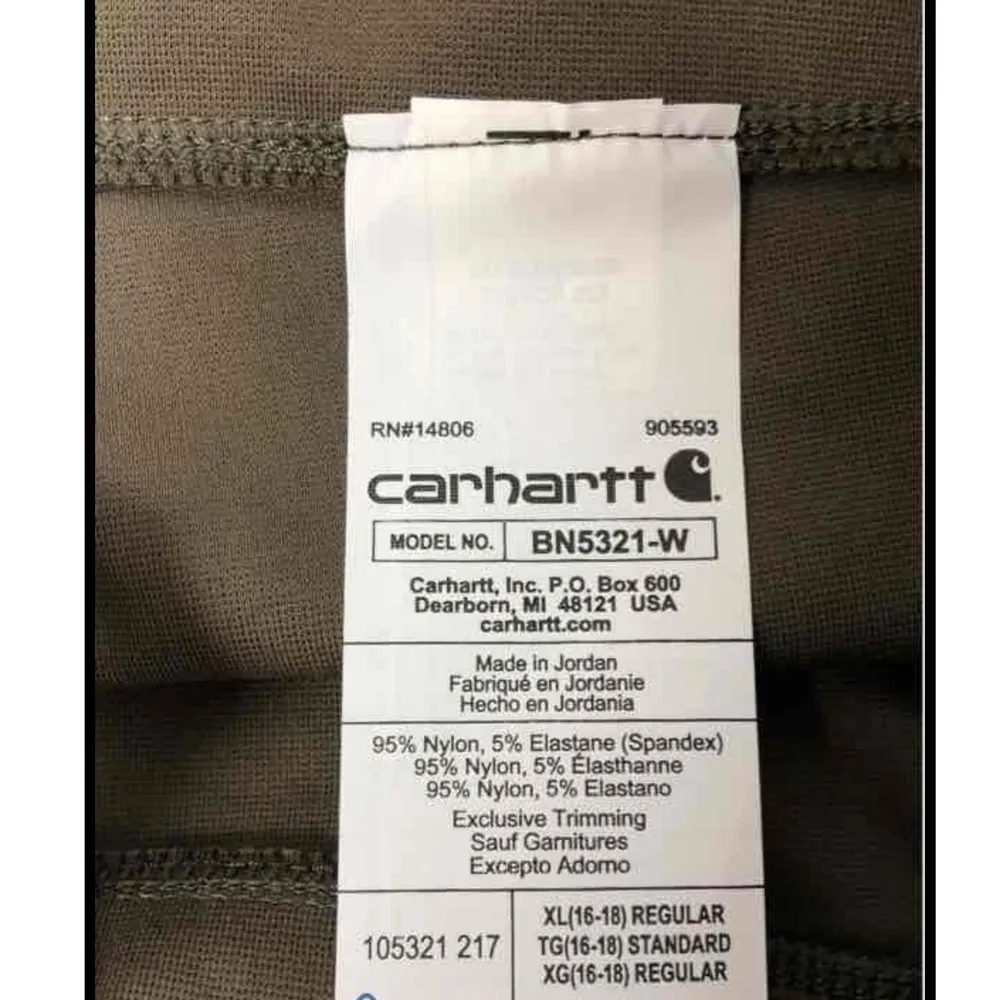 RN#14806 905593
carhartt
MODEL NO. BN5321-W
Carhartt, Inc. P.O. Box 600
Dearborn, MI 48121 USA
carhartt.com
Made in Jordan
Fabriqué en Jordanie
Hecho en Jordania
95% Nylon, 5% Elastane (Spandex)
95% Nylon, 5% Élasthanne
95% Nylon, 5% Elastano
Exclusive Trimming
Sauf Garnitures
Excepto Adorno
105321 217
XL(16-18) REGULAR
TG(16-18) STANDARD
XG(16-18) REGULAR